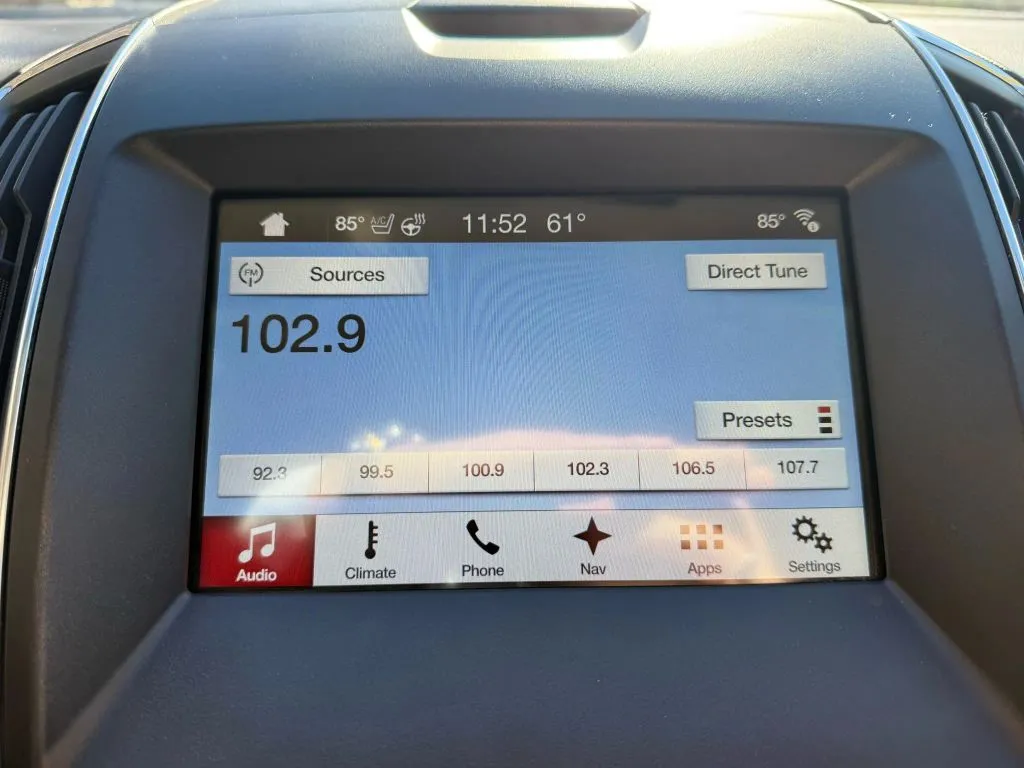 85° A/C 11:52 61° 85°
FM Sources Direct Tune
102.9
Presets
92.3 99.5 100.9 102.3 106.5 107.7
Audio Climate Phone Nav Apps Settings